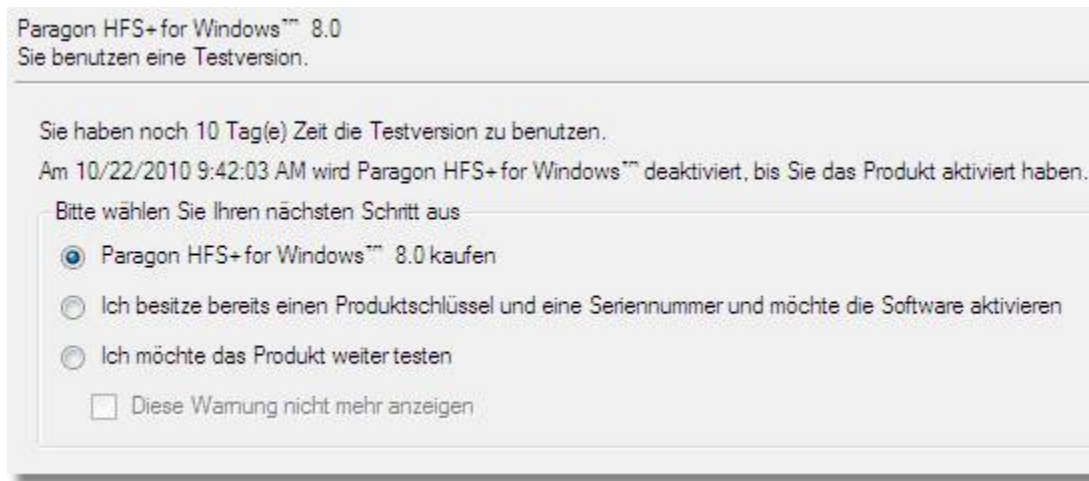 Paragon HFS+ for Windows™ 8.0
Sie benutzen eine Testversion.
Sie haben noch 10 Tag(e) Zeit die Testversion zu benutzen.
Am 10/22/2010 9:42:03 AM wird Paragon HFS+ for Windows™ deaktiviert, bis Sie das Produkt aktiviert haben.
Bitte wählen Sie Ihren nächsten Schritt aus
Paragon HFS+ for Windows™ 8.0 kaufen
Ich besitze bereits einen Produktschlüssel und eine Seriennummer und möchte die Software aktivieren
Ich möchte das Produkt weiter testen
Diese Warnung nicht mehr anzeigen